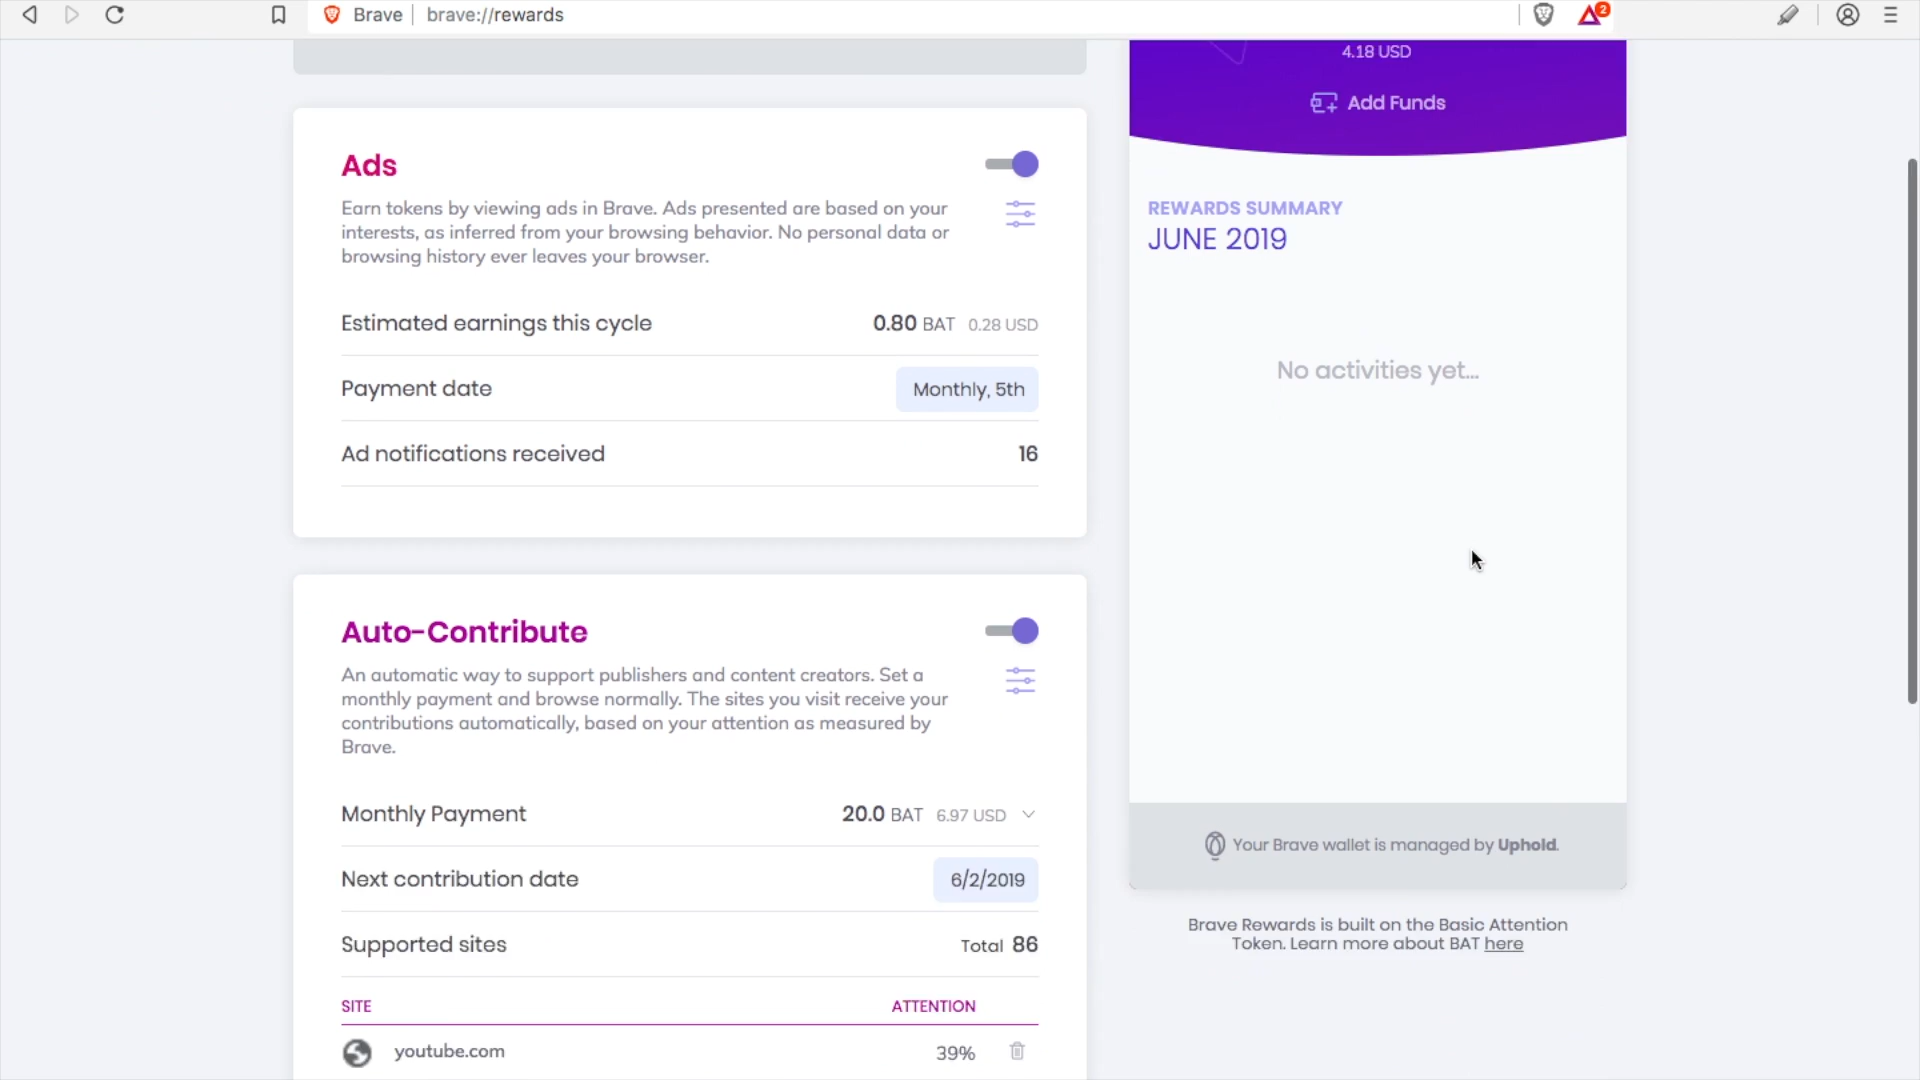 Brave brave://rewards
2
4.18 USD
Add Funds
Ads
Earn tokens by viewing ads in Brave. Ads presented are based on your
interests, as inferred from your browsing behavior. No personal data or
browsing history ever leaves your browser.
Estimated earnings this cycle 0.80 BAT 0.28 USD
Payment date Monthly, 5th
Ad notifications received 16
Auto-Contribute
An automatic way to support publishers and content creators. Set a
monthly payment and browse normally. The sites you visit receive your
contributions automatically, based on your attention as measured by
Brave.
Monthly Payment 20.0 BAT 6.97 USD
Next contribution date 6/2/2019
Supported sites Total 86
SITE ATTENTION
youtube.com 39%
REWARDS SUMMARY
JUNE 2019
No activities yet...
Your Brave wallet is managed by Uphold.
Brave Rewards is built on the Basic Attention
Token. Learn more about BAT here